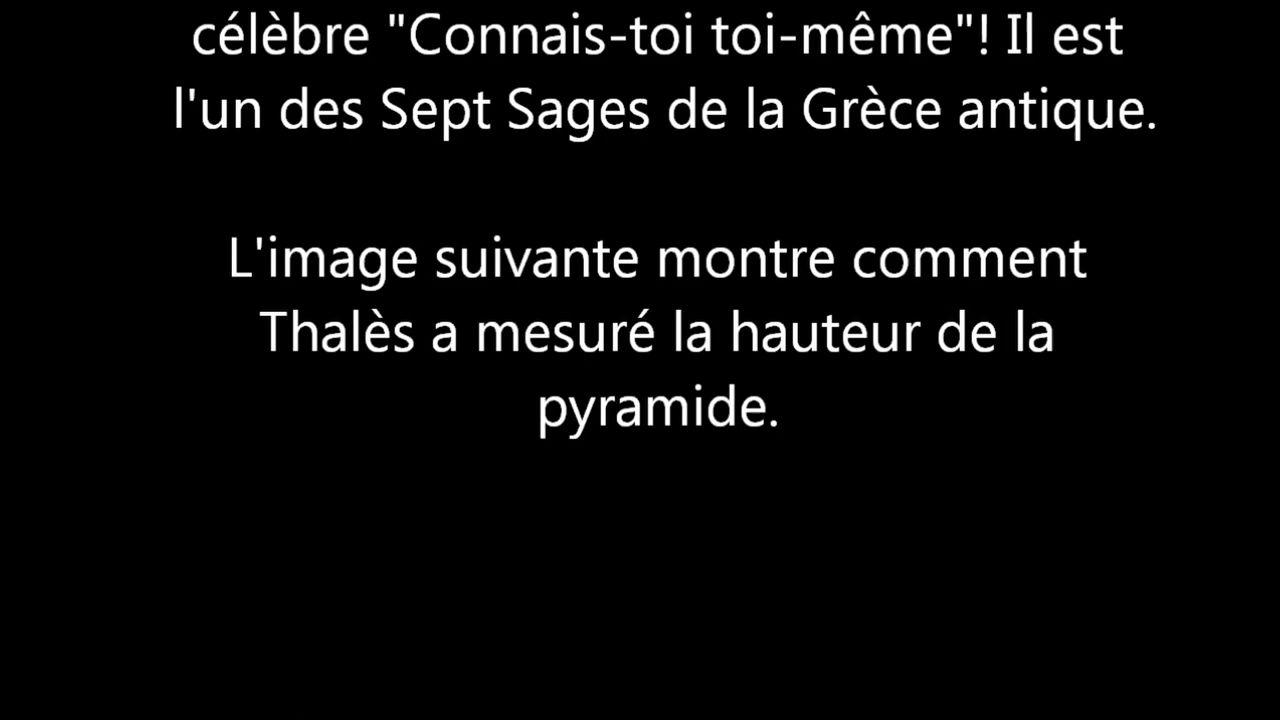 célèbre "Connais-toi toi-même"! Il est
l'un des Sept Sages de la Grèce antique.
L'image suivante montre comment
Thalès a mesuré la hauteur de la
pyramide.